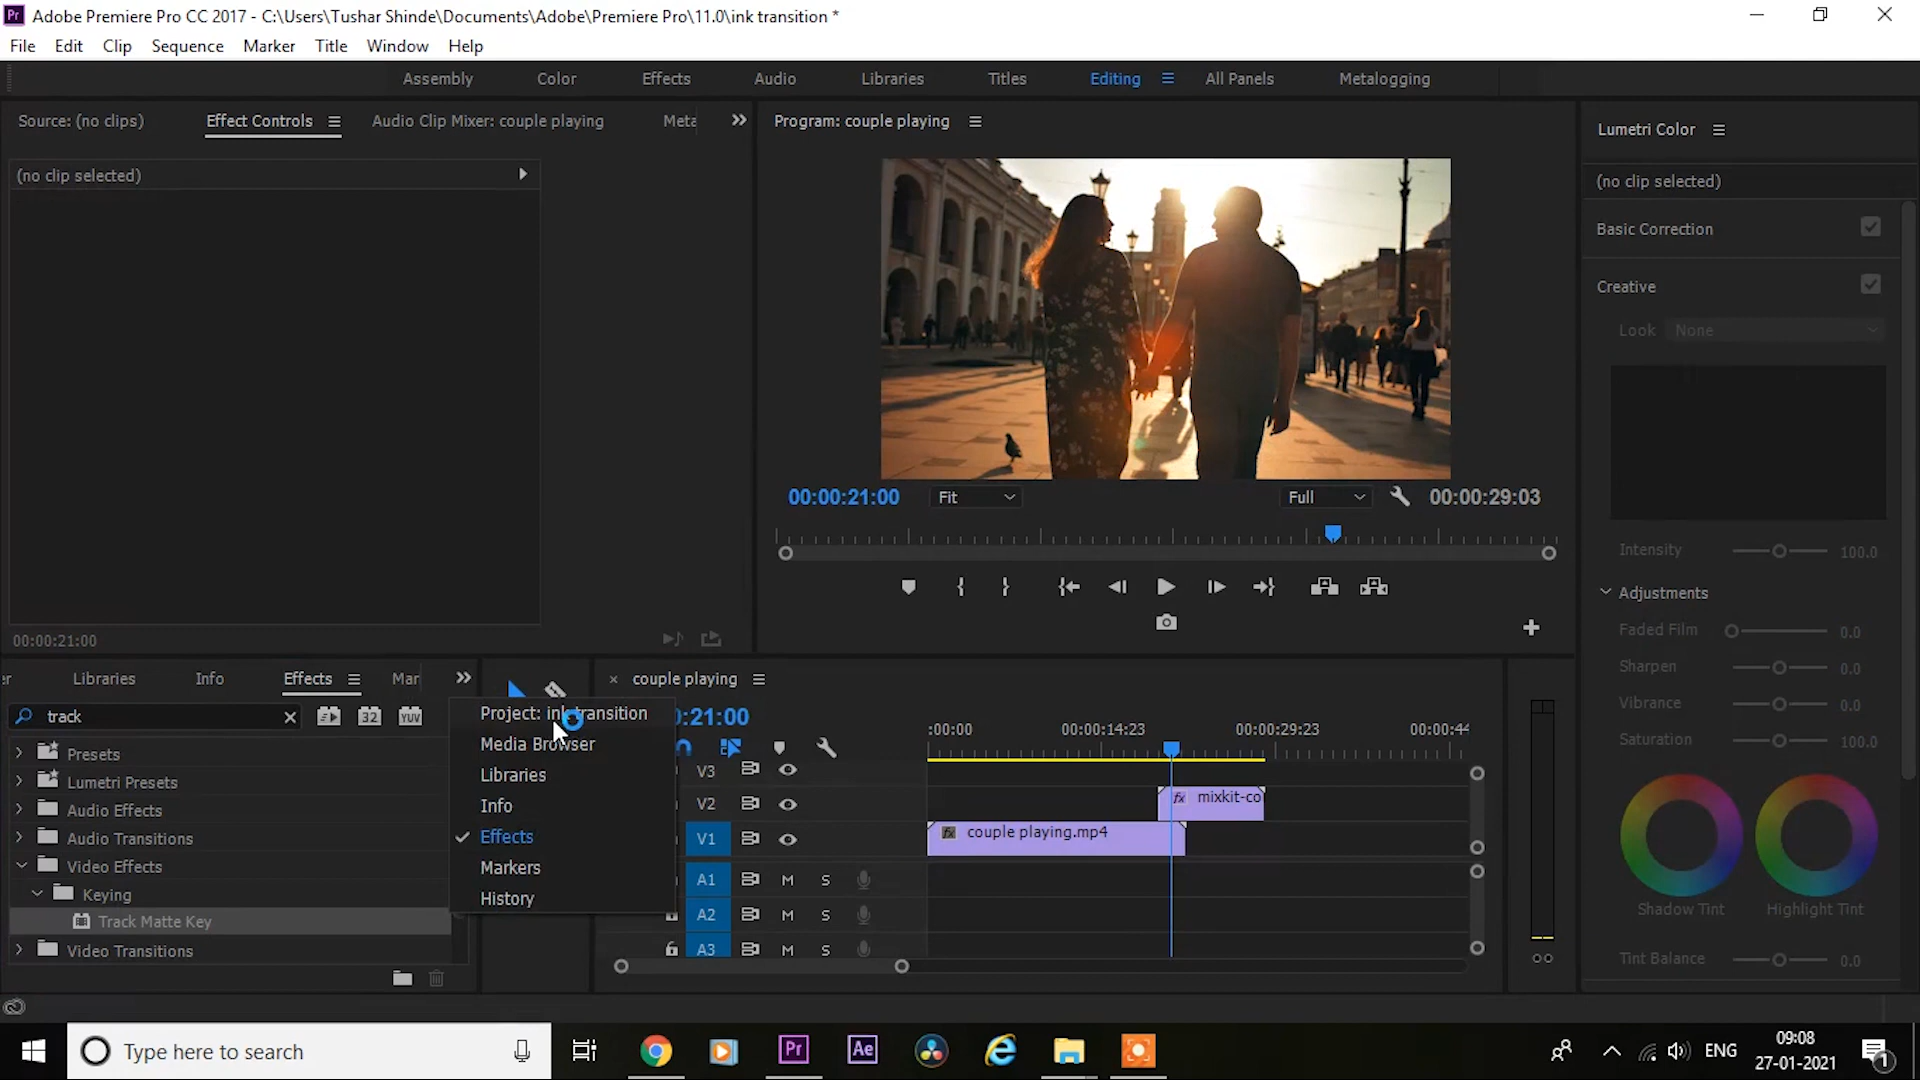 Adobe Premiere Pro CC 2017 - C:\Users\Tushar Shinde\Documents\Adobe\Premiere Pro\11.0\ink transition *
File Edit Clip Sequence Marker Title Window Help
Assembly Color Effects Audio Libraries Titles Editing All Panels Metalogging
Source: (no clips) Effect Controls Audio Clip Mixer: couple playing Meta
(no clip selected)
00:00:21:00
Program: couple playing
00:00:21:00 Fit Full 00:00:29:03
Lumetri Color
(no clip selected)
Basic Correction
Creative
Look None
Intensity 100.0
Adjustments
Faded Film 0.0
Sharpen 0.0
Vibrance 0.0
Saturation 100.0
Shadow Tint Highlight Tint
Tint Balance 0.0
er Libraries Info Effects Mar
track 32 YUV
Presets
Lumetri Presets
Audio Effects
Audio Transitions
Video Effects
Keying
Track Matte Key
Video Transitions
Project: ink transition
Media Browser
Libraries
Info
Effects
Markers
History
couple playing
:21:00
:00:00 00:00:14:23 00:00:29:23 00:00:44
V3
V2 fx mixkit-co
V1 fx couple playing.mp4
A1 M S
A2 M S
A3 M S
Type here to search
Pr Ae
ENG
09:08
27-01-2021
1